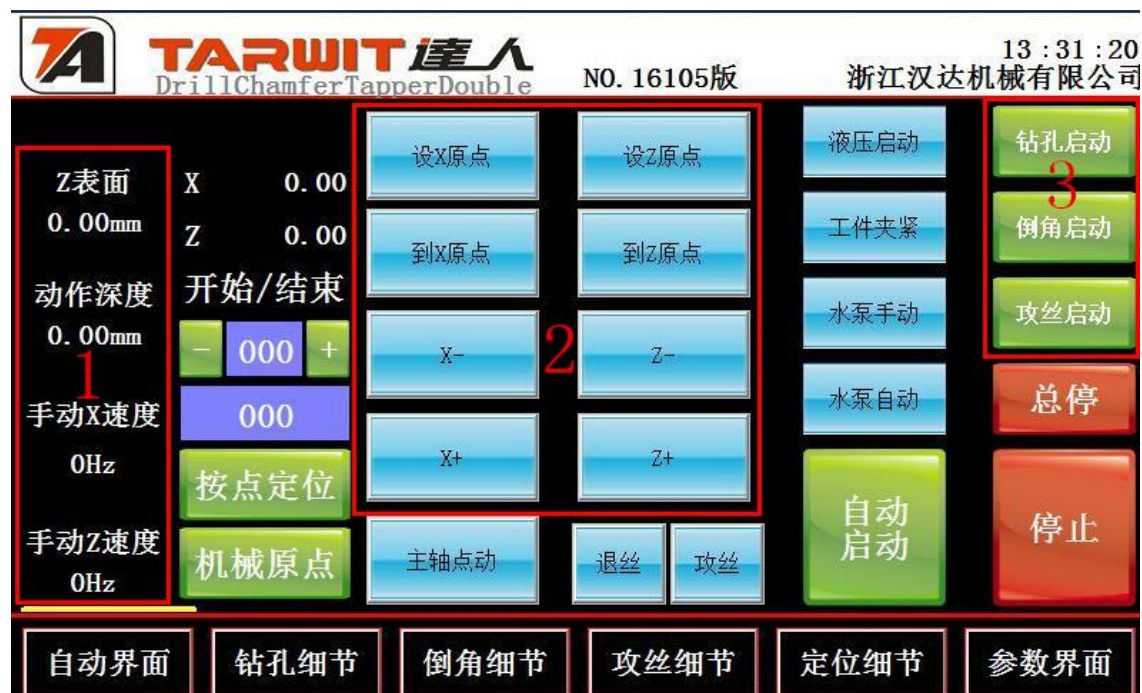 TA
TARWIT達人
DrillChamferTapperDouble
NO.16105版
13:31:20
浙江汉达机械有限公司
Z表面
0.00mm
动作深度
0.00mm
1
手动X速度
0Hz
手动Z速度
0Hz
X 0.00
Z 0.00
开始/结束
- 000 +
000
按点定位
机械原点
设X原点 设Z原点
到X原点 到Z原点
X- 2 Z-
X+ Z+
主轴点动 退丝 攻丝
液压启动
工件夹紧
水泵手动
水泵自动
自动
启动
钻孔启动
3
倒角启动
攻丝启动
总停
停止
自动界面 钻孔细节 倒角细节 攻丝细节 定位细节 参数界面